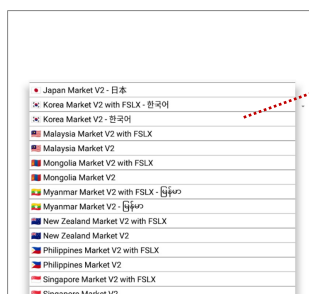 Japan Market V2 - 日本
Korea Market V2 with FSLX - 한국어
Korea Market V2 - 한국어
Malaysia Market V2 with FSLX
Malaysia Market V2
Mongolia Market V2 with FSLX
Mongolia Market V2
Myanmar Market V2 with FSLX - မြန်မာ
Myanmar Market V2 - မြန်မာ
New Zealand Market V2 with FSLX
New Zealand Market V2
Philippines Market V2 with FSLX
Philippines Market V2
Singapore Market V2 with FSLX
Singapore Market V2